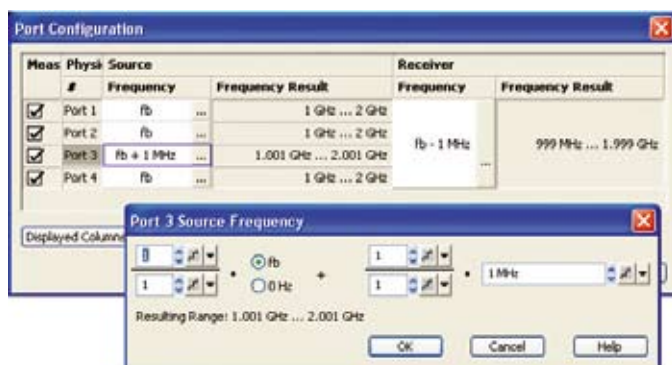 Port Configuration
Meas Physi Source Receiver
# Frequency Frequency Result Frequency Frequency Result
Port 1 fb ... 1 GHz ... 2 GHz
Port 2 fb ... 1 GHz ... 2 GHz
fb - 1 MHz ... 999 MHz ... 1.999 GHz
Port 3 fb + 1 MHz ... 1.001 GHz ... 2.001 GHz
Port 4 fb ... 1 GHz ... 2 GHz
Displayed Columns
Port 3 Source Frequency
1 fb 1
• + • 1 MHz
1 0 Hz 1
Resulting Range: 1.001 GHz ... 2.001 GHz
OK Cancel Help